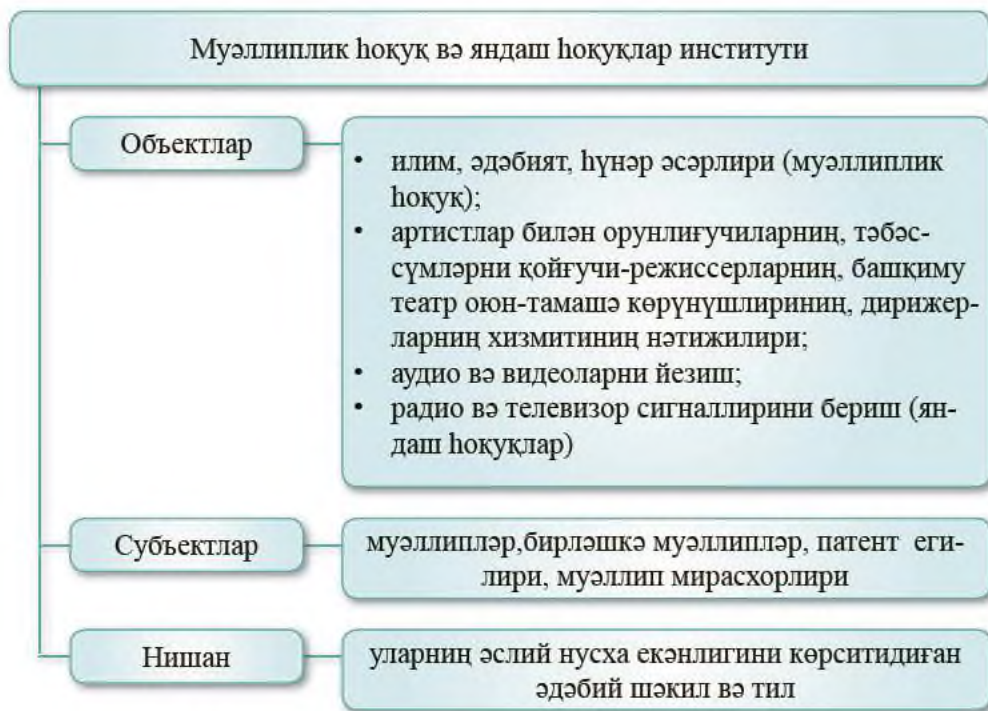 Муәллиплик һоқуқ вә яндаш һоқуқлар институти
Объектлар
• илим, әдәбият, һүнәр әсәрлири (муәллиплик
һоқуқ);
• артистлар билән орунлиғучиларниң, тәбәс-
сүмләрни қойғучи-режиссерларниң, башқиму
театр оюн-тамашә көрүнүшлириниң, дирижер-
ларниң хизмитиниң нәтижилири;
• аудио вә видеоларни йезиш;
• радио вә телевизор сигналлирини бериш (ян-
даш һоқуқлар)
Субъектлар
муәллипләр,бирләшкә муәллипләр, патент еги-
лири, муәллип мирасхорлири
Нишан
уларниң әслий нусха екәнлигини көрситидиған
әдәбий шәкил вә тил